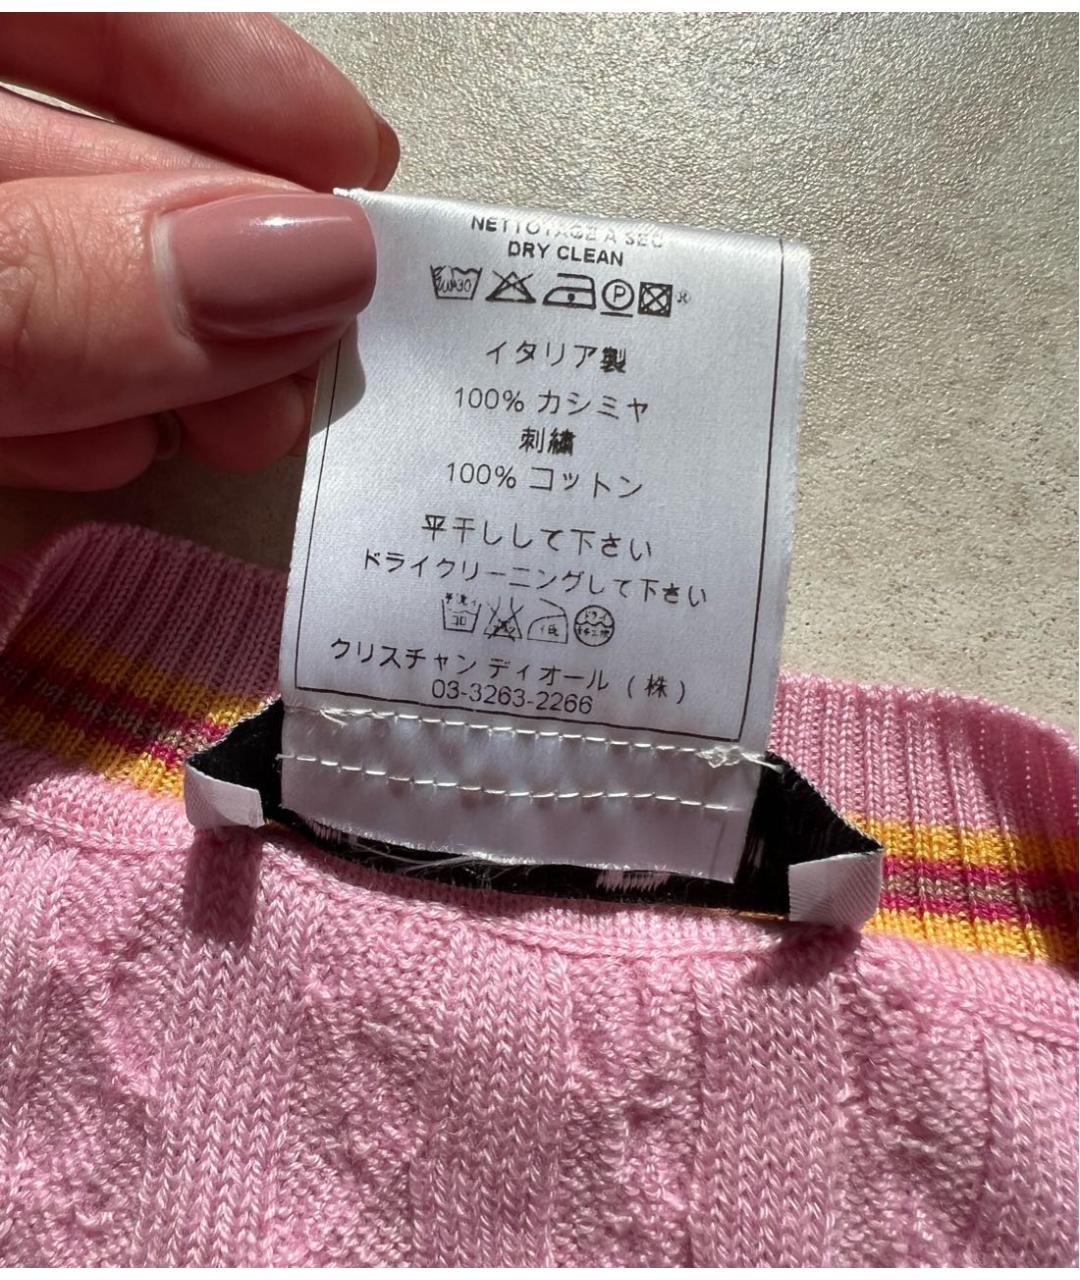 NETTOYAGE A SEC
DRY CLEAN
30 P ®
イタリア製
100% カシミヤ
刺繍
100% コットン
平干しして下さい
ドライクリーニングして下さい
クリスチャン ディオール (株)
03-3263-2266